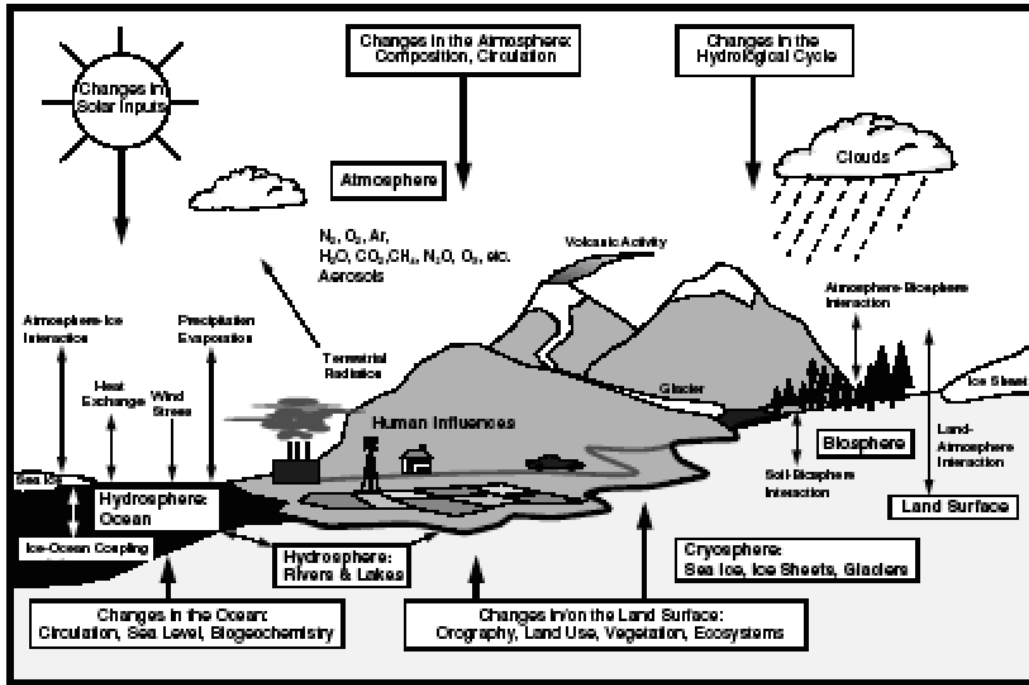 Changes in the Atmosphere:
Composition, Circulation
Changes in the
Hydrological Cycle
Changes in
Solar Inputs
Clouds
Atmosphere
N₂, O₂, Ar,
H₂O, CO₂, CH₄, N₂O, O₃, etc.
Aerosols
Volcanic Activity
Atmosphere-Biosphere
Interaction
Atmosphere-Ice
Interaction
Precipitation
Evaporation
Terrestrial
Radiation
Heat
Exchange
Wind
Stress
Glacier
Ice Sheet
Human Influences
Biosphere
Land-
Atmosphere
Interaction
Soil-Biosphere
Interaction
Sea Ice
Hydrosphere:
Ocean
Land Surface
Ice-Ocean Coupling
Hydrosphere:
Rivers & Lakes
Cryosphere:
Sea Ice, Ice Sheets, Glaciers
Changes in the Ocean:
Circulation, Sea Level, Biogeochemistry
Changes in/on the Land Surface:
Orography, Land Use, Vegetation, Ecosystems